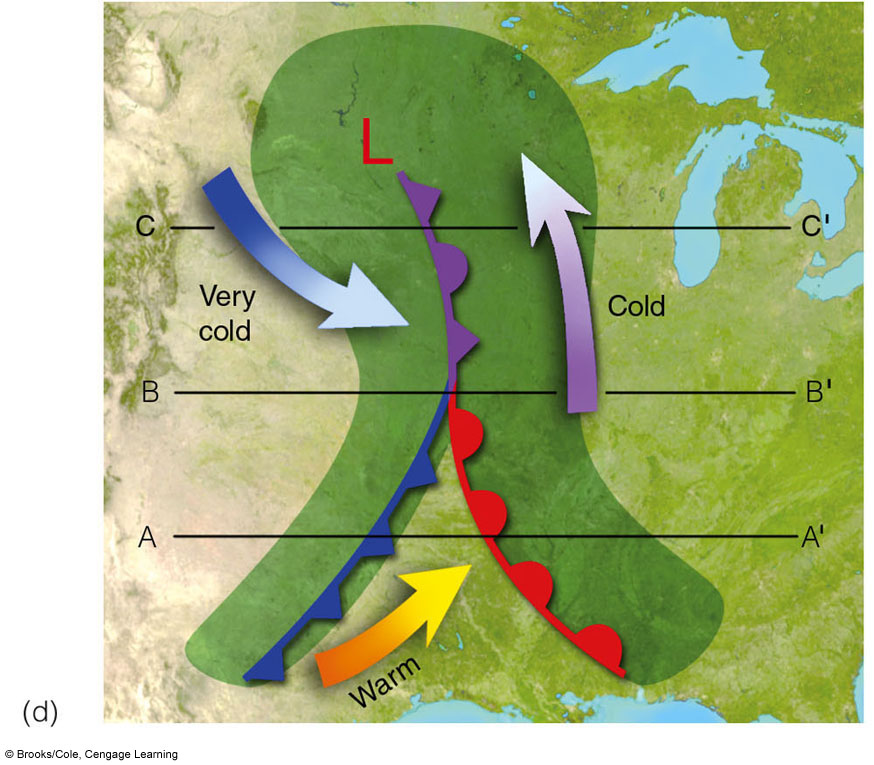 L
C
C'
Very
cold
Cold
B
B'
A
A'
Warm
(d)
© Brooks/Cole, Cengage Learning